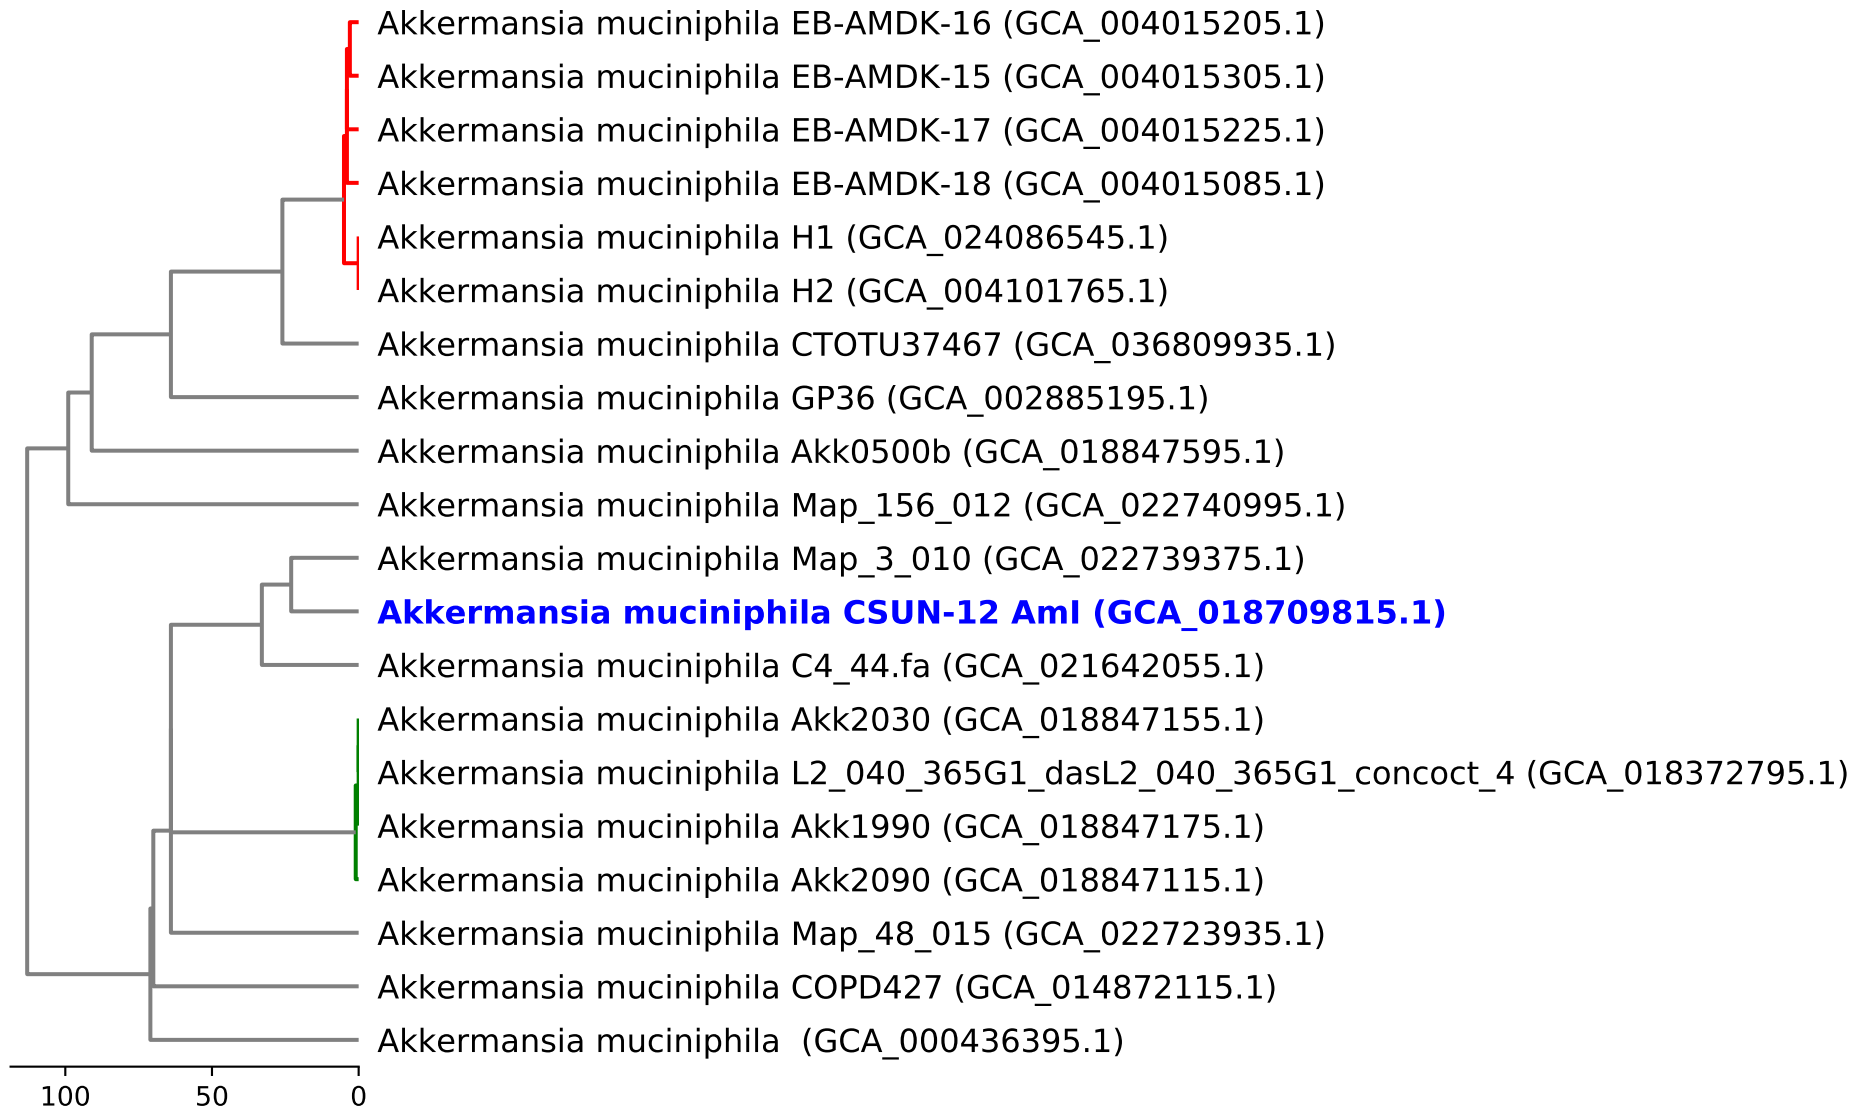 Akkermansia muciniphila EB-AMDK-16 (GCA_004015205.1)
Akkermansia muciniphila EB-AMDK-15 (GCA_004015305.1)
Akkermansia muciniphila EB-AMDK-17 (GCA_004015225.1)
Akkermansia muciniphila EB-AMDK-18 (GCA_004015085.1)
Akkermansia muciniphila H1 (GCA_024086545.1)
Akkermansia muciniphila H2 (GCA_004101765.1)
Akkermansia muciniphila CTOTU37467 (GCA_036809935.1)
Akkermansia muciniphila GP36 (GCA_002885195.1)
Akkermansia muciniphila Akk0500b (GCA_018847595.1)
Akkermansia muciniphila Map_156_012 (GCA_022740995.1)
Akkermansia muciniphila Map_3_010 (GCA_022739375.1)
Akkermansia muciniphila CSUN-12 AmI (GCA_018709815.1)
Akkermansia muciniphila C4_44.fa (GCA_021642055.1)
Akkermansia muciniphila Akk2030 (GCA_018847155.1)
Akkermansia muciniphila L2_040_365G1_dasL2_040_365G1_concoct_4 (GCA_018372795.1)
Akkermansia muciniphila Akk1990 (GCA_018847175.1)
Akkermansia muciniphila Akk2090 (GCA_018847115.1)
Akkermansia muciniphila Map_48_015 (GCA_022723935.1)
Akkermansia muciniphila COPD427 (GCA_014872115.1)
Akkermansia muciniphila  (GCA_000436395.1)
100 50 0